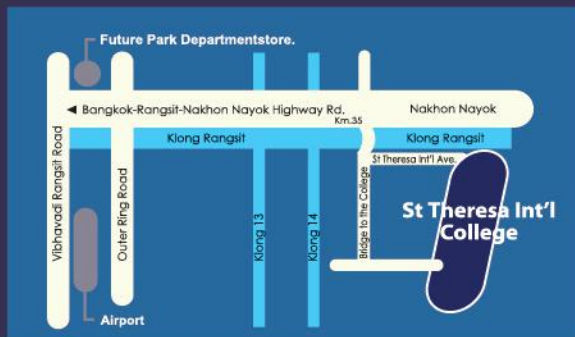 Future Park Departmentstore.
◄ Bangkok-Rangsit-Nakhon Nayok Highway Rd.
Nakhon Nayok
Km.35
Klong Rangsit
Klong Rangsit
St Theresa Int'l Ave.
Vibhavadi Rangsit Road
Outer Ring Road
Klong 13
Klong 14
Bridge to the College
St Theresa Int'l
College
Airport